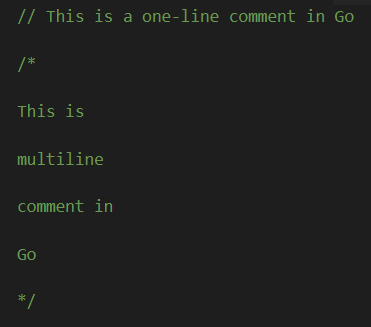 // This is a one-line comment in Go
/*
This is
multiline
comment in
Go
*/